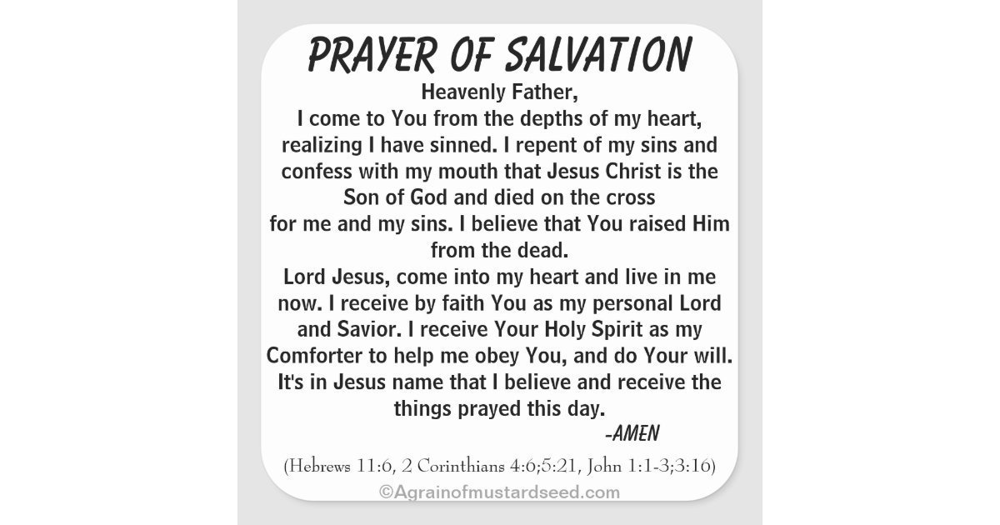 PRAYER OF SALVATION
Heavenly Father,
I come to You from the depths of my heart,
realizing I have sinned. I repent of my sins and
confess with my mouth that Jesus Christ is the
Son of God and died on the cross
for me and my sins. I believe that You raised Him
from the dead.
Lord Jesus, come into my heart and live in me
now. I receive by faith You as my personal Lord
and Savior. I receive Your Holy Spirit as my
Comforter to help me obey You, and do Your will.
It's in Jesus name that I believe and receive the
things prayed this day.
-AMEN
(Hebrews 11:6, 2 Corinthians 4:6;5:21, John 1:1-3;3:16)
©Agrainofmustardseed.com